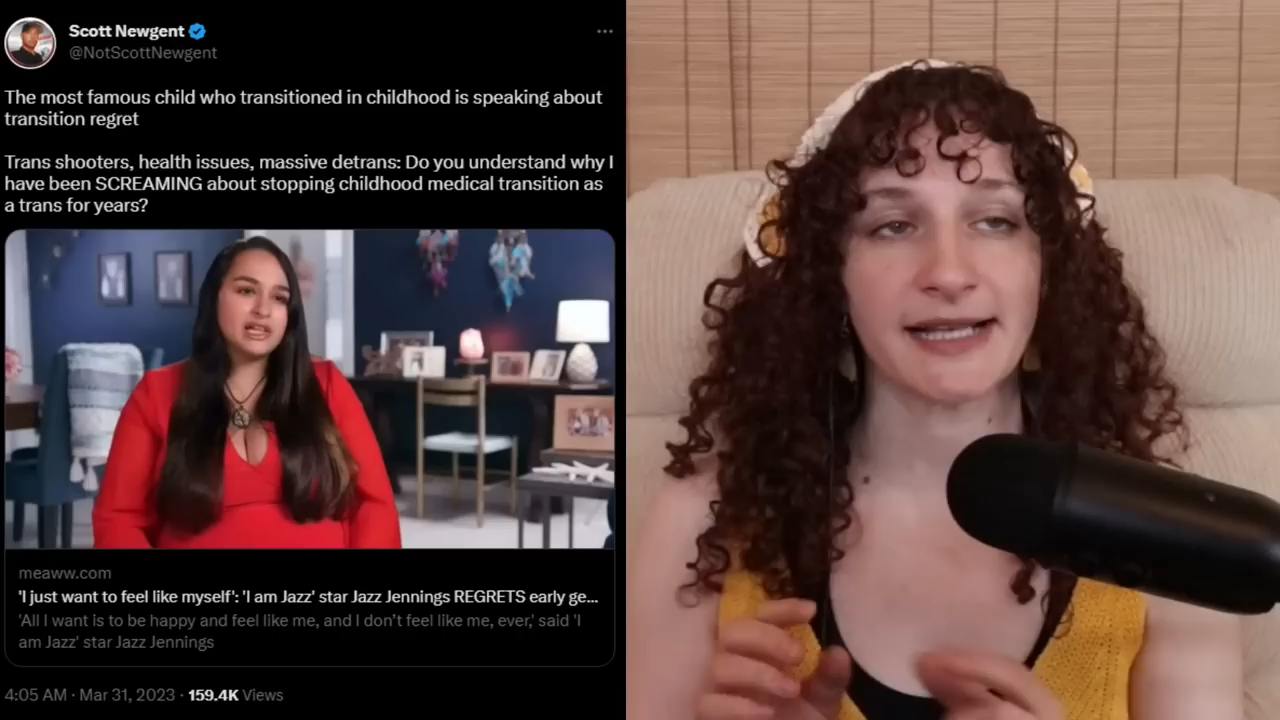 Scott Newgent
@NotScottNewgent
The most famous child who transitioned in childhood is speaking about
transition regret
Trans shooters, health issues, massive detrans: Do you understand why I
have been SCREAMING about stopping childhood medical transition as
a trans for years?
meaww.com
'I just want to feel like myself': 'I am Jazz' star Jazz Jennings REGRETS early ge...
'All I want is to be happy and feel like me, and I don't feel like me, ever,' said 'I
am Jazz' star Jazz Jennings
4:05 AM · Mar 31, 2023 · 159.4K Views